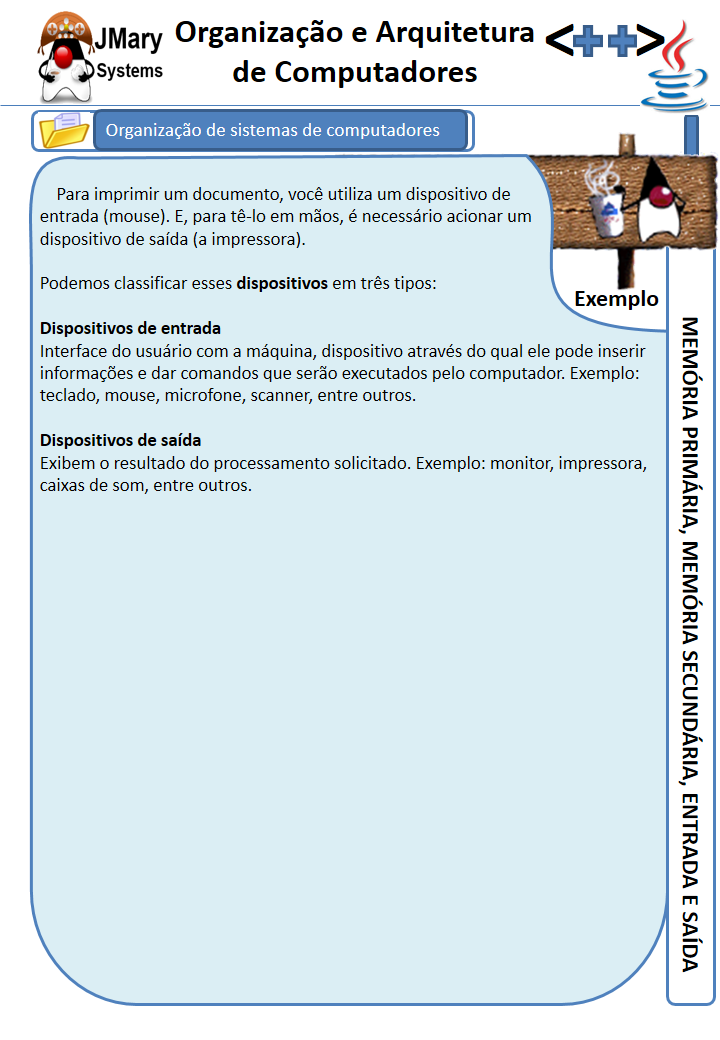 JMary
Systems
Organização e Arquitetura
de Computadores
<++>
Organização de sistemas de computadores
Para imprimir um documento, você utiliza um dispositivo de
entrada (mouse). E, para tê-lo em mãos, é necessário acionar um
dispositivo de saída (a impressora).
Podemos classificar esses dispositivos em três tipos:
Dispositivos de entrada
Interface do usuário com a máquina, dispositivo através do qual ele pode inserir
informações e dar comandos que serão executados pelo computador. Exemplo:
teclado, mouse, microfone, scanner, entre outros.
Dispositivos de saída
Exibem o resultado do processamento solicitado. Exemplo: monitor, impressora,
caixas de som, entre outros.
Exemplo
MEMÓRIA PRIMÁRIA, MEMÓRIA SECUNDÁRIA, ENTRADA E SAÍDA